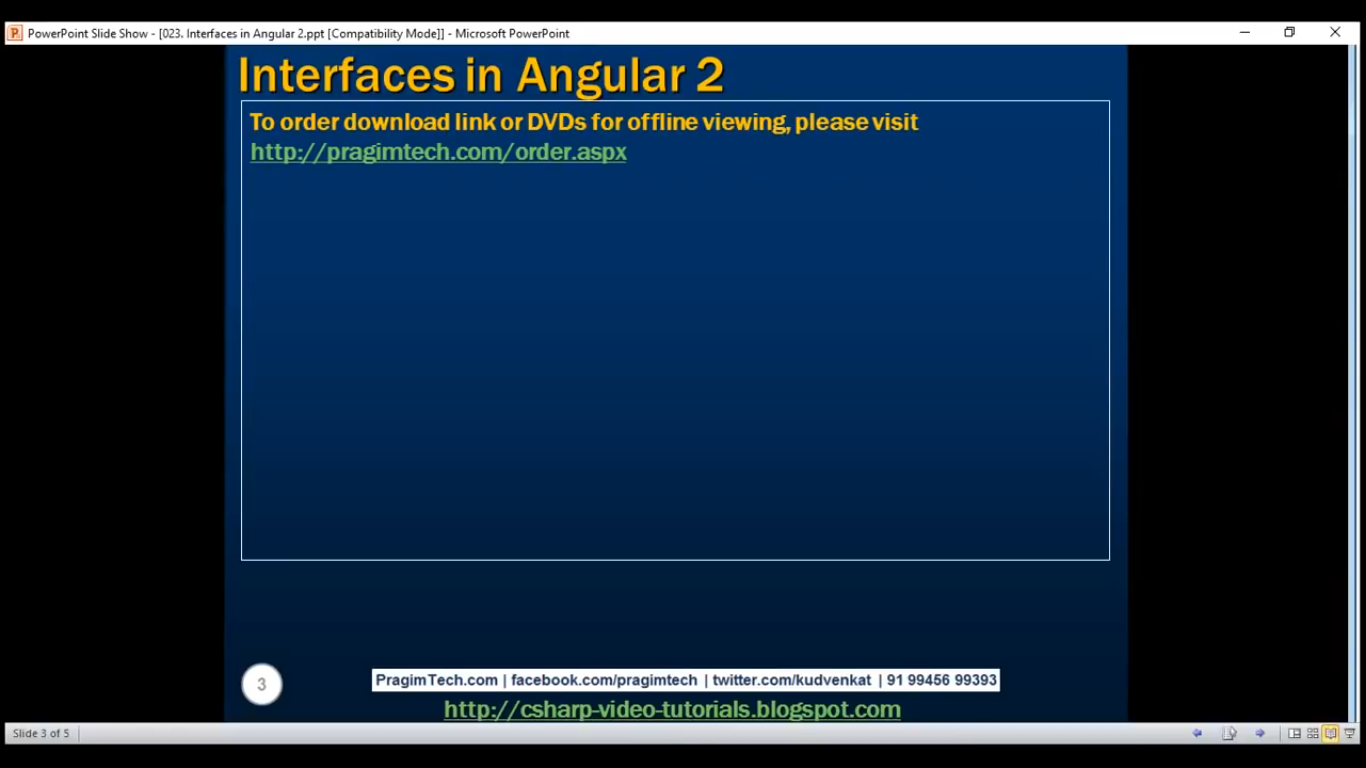 PowerPoint Slide Show - [023. Interfaces in Angular 2.ppt [Compatibility Mode]] - Microsoft PowerPoint
Interfaces in Angular 2
To order download link or DVDs for offline viewing, please visit
http://pragimtech.com/order.aspx
3
PragimTech.com | facebook.com/pragimtech | twitter.com/kudvenkat | 91 99456 99393
http://csharp-video-tutorials.blogspot.com
Slide 3 of 5